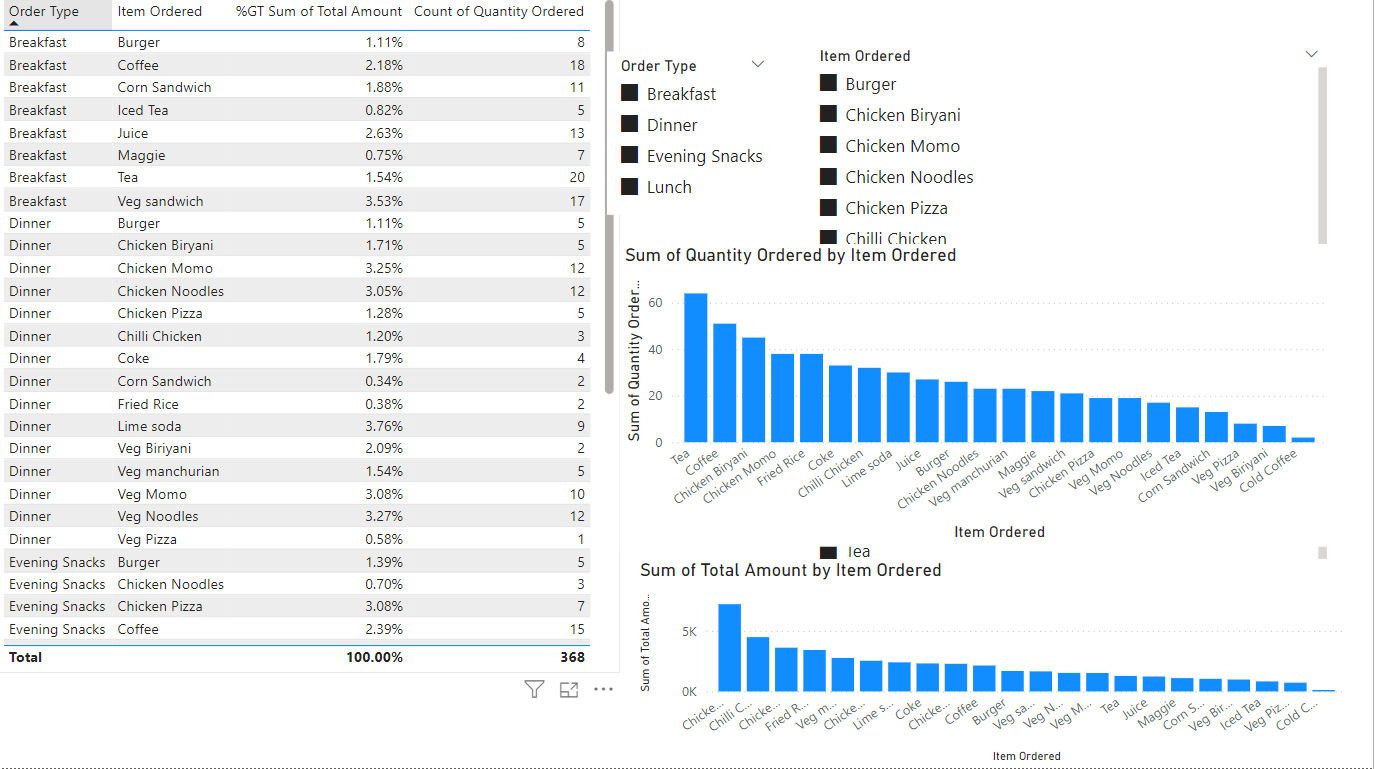 Order Type Item Ordered %GT Sum of Total Amount Count of Quantity Ordered
Breakfast Burger 1.11% 8
Breakfast Coffee 2.18% 18
Breakfast Corn Sandwich 1.88% 11
Breakfast Iced Tea 0.82% 5
Breakfast Juice 2.63% 13
Breakfast Maggie 0.75% 7
Breakfast Tea 1.54% 20
Breakfast Veg sandwich 3.53% 17
Dinner Burger 1.11% 5
Dinner Chicken Biryani 1.71% 5
Dinner Chicken Momo 3.25% 12
Dinner Chicken Noodles 3.05% 12
Dinner Chicken Pizza 1.28% 5
Dinner Chilli Chicken 1.20% 3
Dinner Coke 1.79% 4
Dinner Corn Sandwich 0.34% 2
Dinner Fried Rice 0.38% 2
Dinner Lime soda 3.76% 9
Dinner Veg Biriyani 2.09% 2
Dinner Veg manchurian 1.54% 5
Dinner Veg Momo 3.08% 10
Dinner Veg Noodles 3.27% 12
Dinner Veg Pizza 0.58% 1
Evening Snacks Burger 1.39% 5
Evening Snacks Chicken Noodles 0.70% 3
Evening Snacks Chicken Pizza 3.08% 7
Evening Snacks Coffee 2.39% 15
Total 100.00% 368
Order Type
Breakfast
Dinner
Evening Snacks
Lunch
Item Ordered
Burger
Chicken Biryani
Chicken Momo
Chicken Noodles
Chicken Pizza
Chilli Chicken
Sum of Quantity Ordered by Item Ordered
Sum of Quantity Order...
60
40
20
0
Tea
Coffee
Chicken Biryani
Chicken Momo
Fried Rice
Coke
Chilli Chicken
Lime soda
Juice
Burger
Chicken Noodles
Veg manchurian
Maggie
Veg sandwich
Chicken Pizza
Veg Momo
Veg Noodles
Iced Tea
Corn Sandwich
Veg Pizza
Veg Biriyani
Cold Coffee
Item Ordered
Tea
Sum of Total Amount by Item Ordered
Sum of Total Amo...
5K
0K
Chicke...
Chilli C...
Chicke...
Fried R...
Veg m...
Chicke...
Lime s...
Coke
Chicke...
Coffee
Burger
Veg sa...
Veg N...
Veg M...
Tea
Juice
Maggie
Corn S...
Veg Bir...
Iced Tea
Veg Piz...
Cold C...
Item Ordered